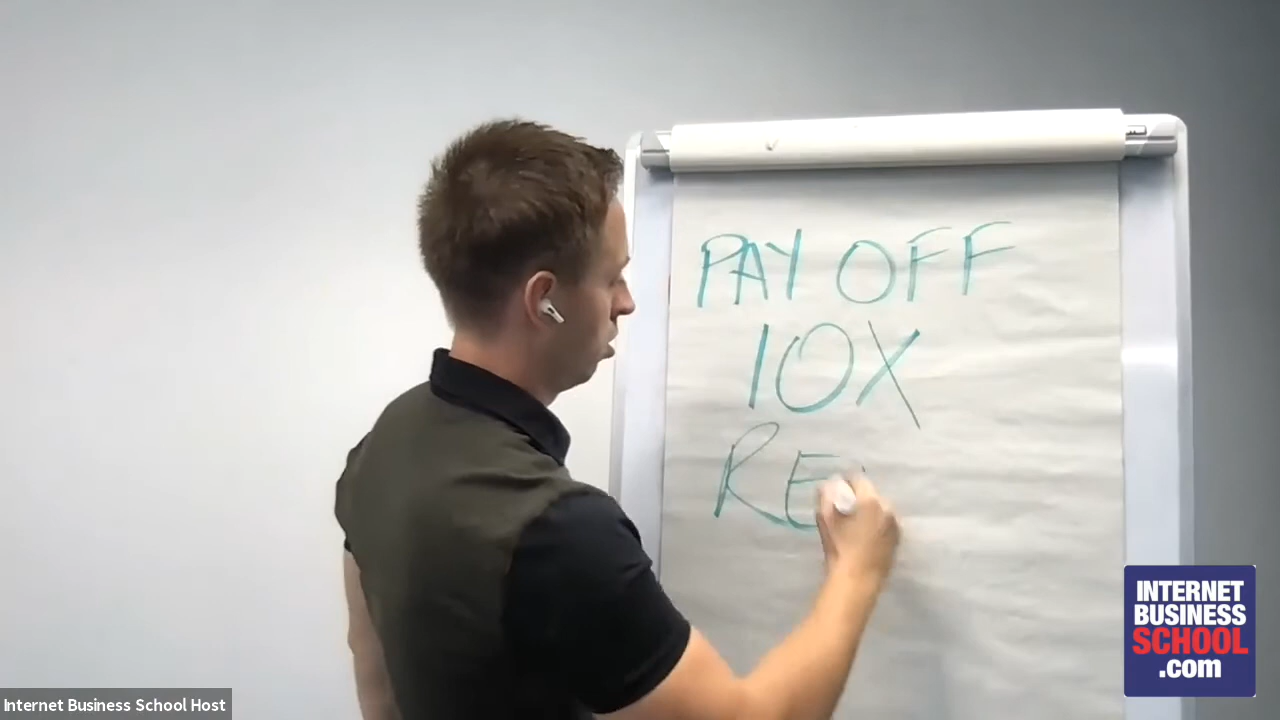 PAY OFF
10X
RE
INTERNET
BUSINESS
SCHOOL
.com
Internet Business School Host